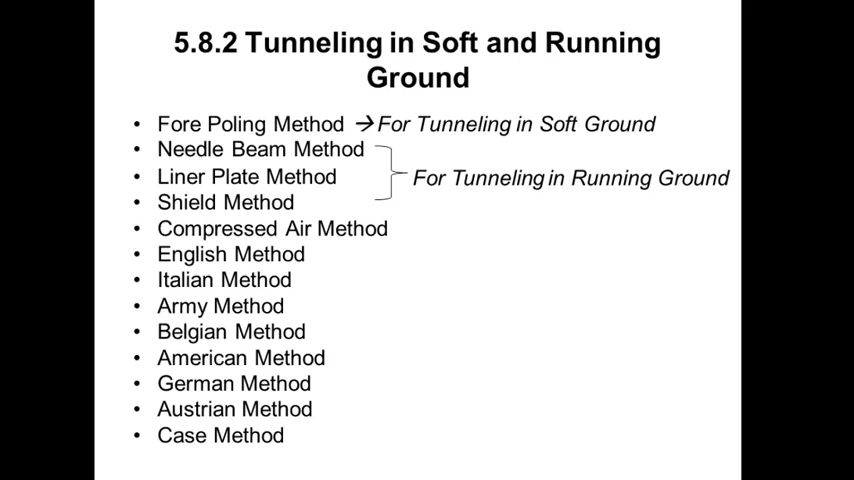 5.8.2 Tunneling in Soft and Running
Ground
• Fore Poling Method → For Tunneling in Soft Ground
• Needle Beam Method
• Liner Plate Method
For Tunneling in Running Ground
• Shield Method
• Compressed Air Method
• English Method
• Italian Method
• Army Method
• Belgian Method
• American Method
• German Method
• Austrian Method
• Case Method